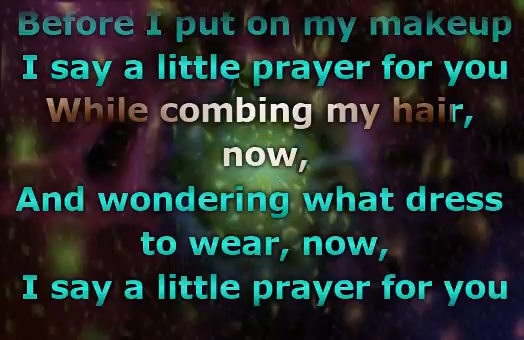 Before I put on my makeup
I say a little prayer for you
While combing my hair,
now,
And wondering what dress
to wear, now,
I say a little prayer for you